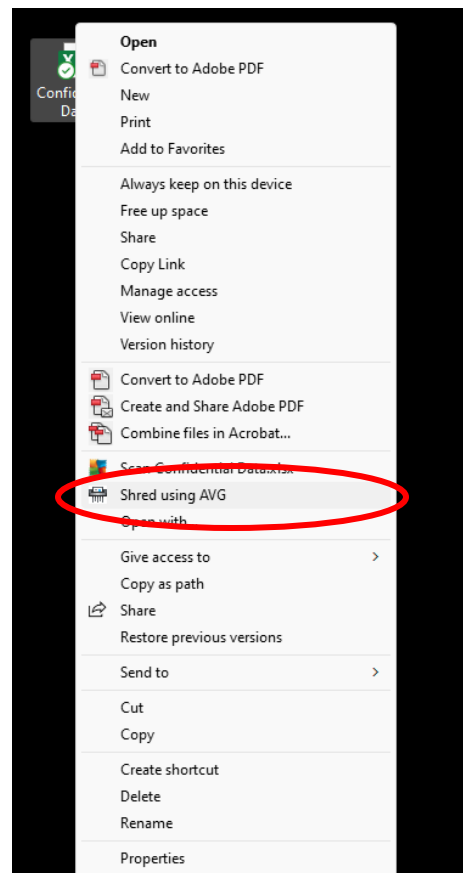 Open
Convert to Adobe PDF
New
Print
Add to Favorites
Always keep on this device
Free up space
Share
Copy Link
Manage access
View online
Version history
Convert to Adobe PDF
Create and Share Adobe PDF
Combine files in Acrobat...
Scan Confidential Data.xlsx
Shred using AVG
Open with
Give access to
Copy as path
Share
Restore previous versions
Send to
Cut
Copy
Create shortcut
Delete
Rename
Properties